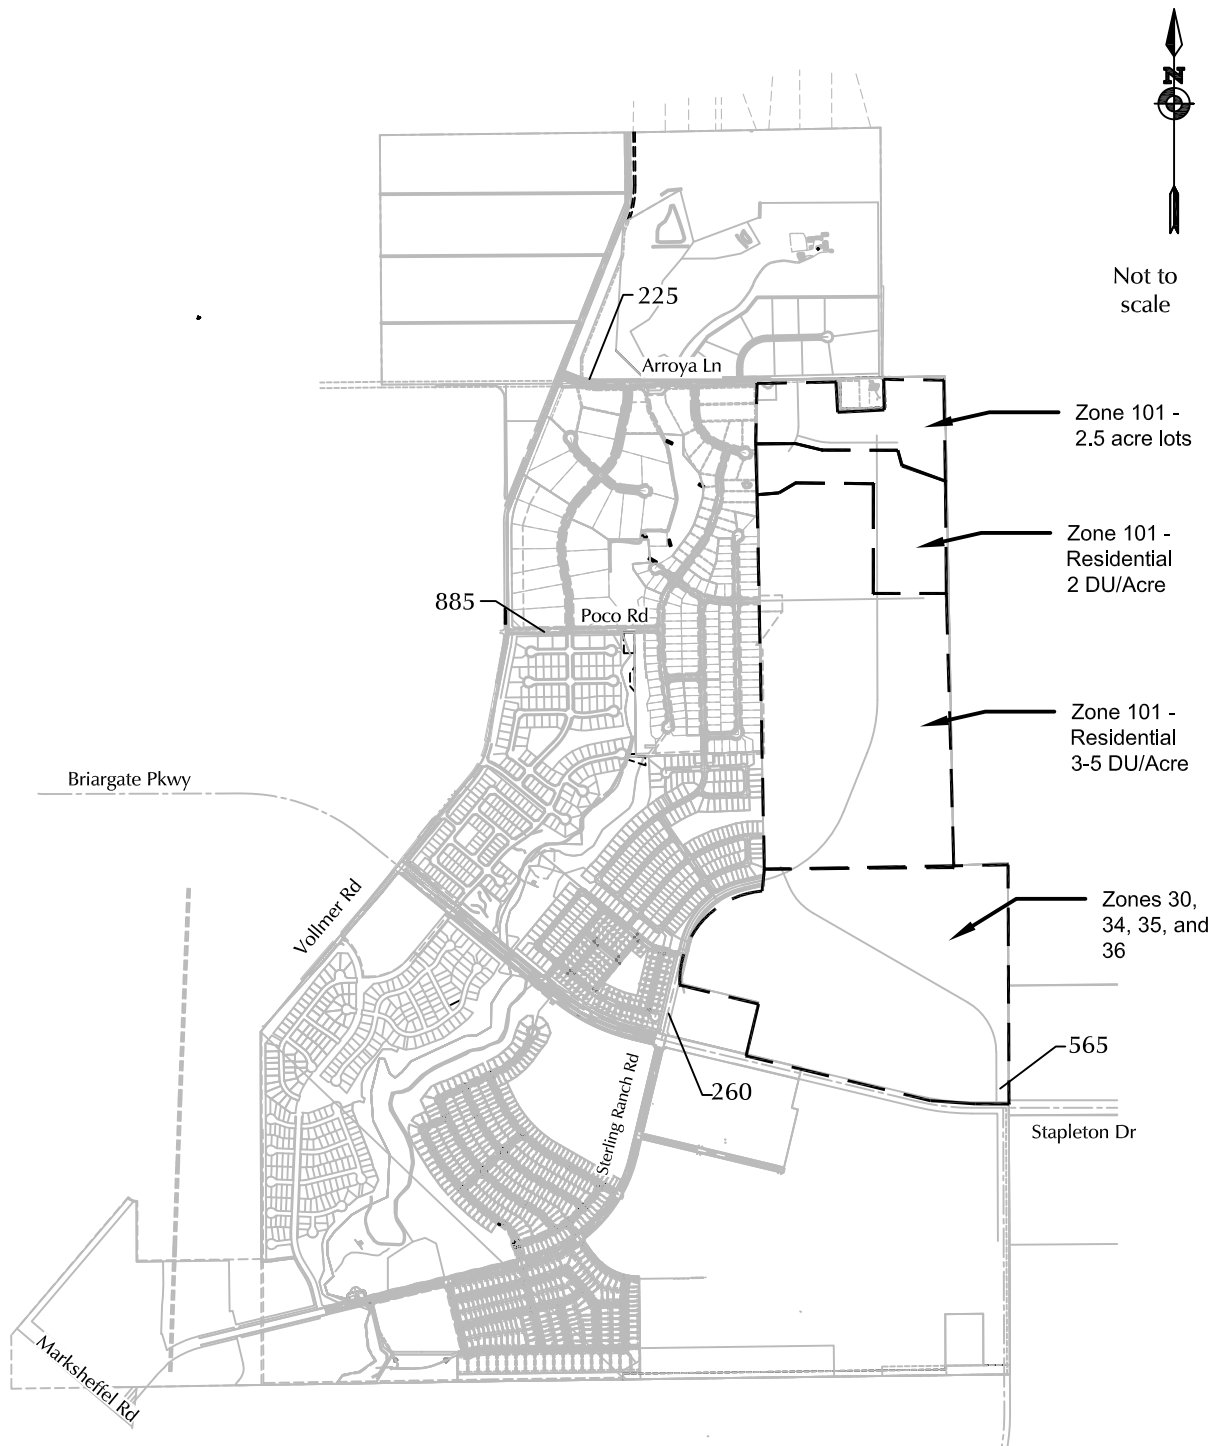 N
Not to
scale
225
Arroya Ln
Zone 101 -
2.5 acre lots
Zone 101 -
Residential
2 DU/Acre
885
Poco Rd
Zone 101 -
Residential
3-5 DU/Acre
Briargate Pkwy
Vollmer Rd
Zones 30,
34, 35, and
36
565
260
Sterling Ranch Rd
Stapleton Dr
Marksheffel Rd